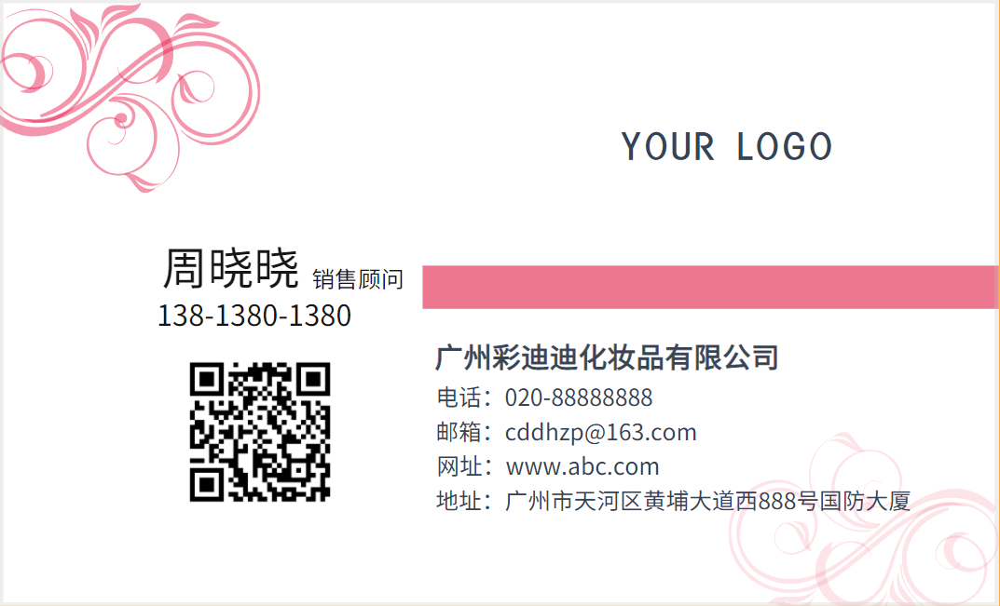 YOUR LOGO
周晓晓 销售顾问
138-1380-1380
广州彩迪迪化妆品有限公司
电话：020-88888888
邮箱：cddhzp@163.com
网址：www.abc.com
地址：广州市天河区黄埔大道西888号国防大厦